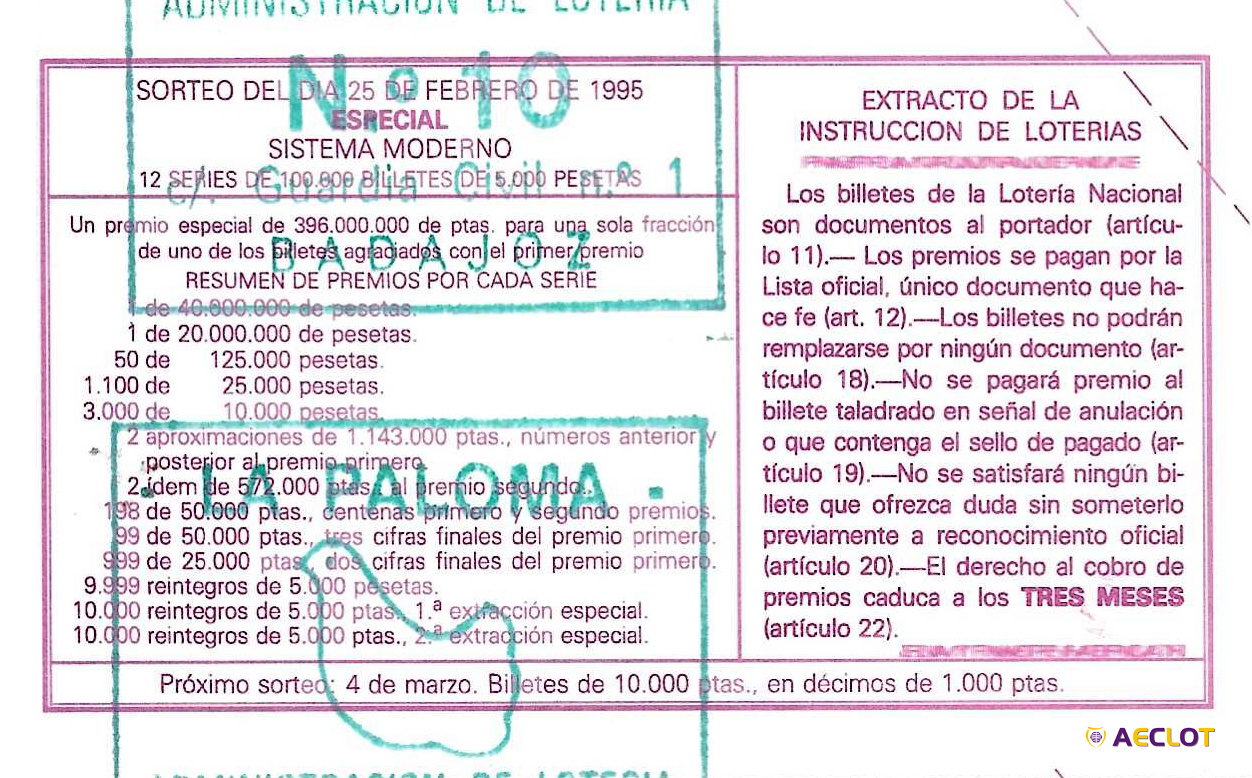 ADMINISTRACION DE LOTERIA
N.º 10
c/. Guardia Civil n.º 1
BADAJOZ
SORTEO DEL DIA 25 DE FEBRERO DE 1995
ESPECIAL
SISTEMA MODERNO
12 SERIES DE 100.000 BILLETES DE 5.000 PESETAS
Un premio especial de 396.000.000 de ptas. para una sola fracción
de uno de los billetes agraciados con el primer premio
RESUMEN DE PREMIOS POR CADA SERIE
1 de 40.000.000 de pesetas.
1 de 20.000.000 de pesetas.
50 de 125.000 pesetas.
1.100 de 25.000 pesetas.
3.000 de 10.000 pesetas.
2 aproximaciones de 1.143.000 ptas., números anterior y
posterior al premio primero.
2 ídem de 572.000 ptas., al premio segundo.
198 de 50.000 ptas., centenas primero y segundo premios.
99 de 50.000 ptas., tres cifras finales del premio primero.
999 de 25.000 ptas., dos cifras finales del premio primero.
9.999 reintegros de 5.000 pesetas.
10.000 reintegros de 5.000 ptas., 1.ª extracción especial.
10.000 reintegros de 5.000 ptas., 2.ª extracción especial.
LA PALOMA
EXTRACTO DE LA
INSTRUCCION DE LOTERIAS
Los billetes de la Lotería Nacional
son documentos al portador (artícu-
lo 11).— Los premios se pagan por la
Lista oficial, único documento que ha-
ce fe (art. 12).—Los billetes no podrán
remplazarse por ningún documento (ar-
tículo 18).—No se pagará premio al
billete taladrado en señal de anulación
o que contenga el sello de pagado (ar-
tículo 19).—No se satisfará ningún bi-
llete que ofrezca duda sin someterlo
previamente a reconocimiento oficial
(artículo 20).—El derecho al cobro de
premios caduca a los TRES MESES
(artículo 22).
Próximo sorteo: 4 de marzo. Billetes de 10.000 ptas., en décimos de 1.000 ptas.
AECLOT
ADMINISTRACION DE LOTERIA